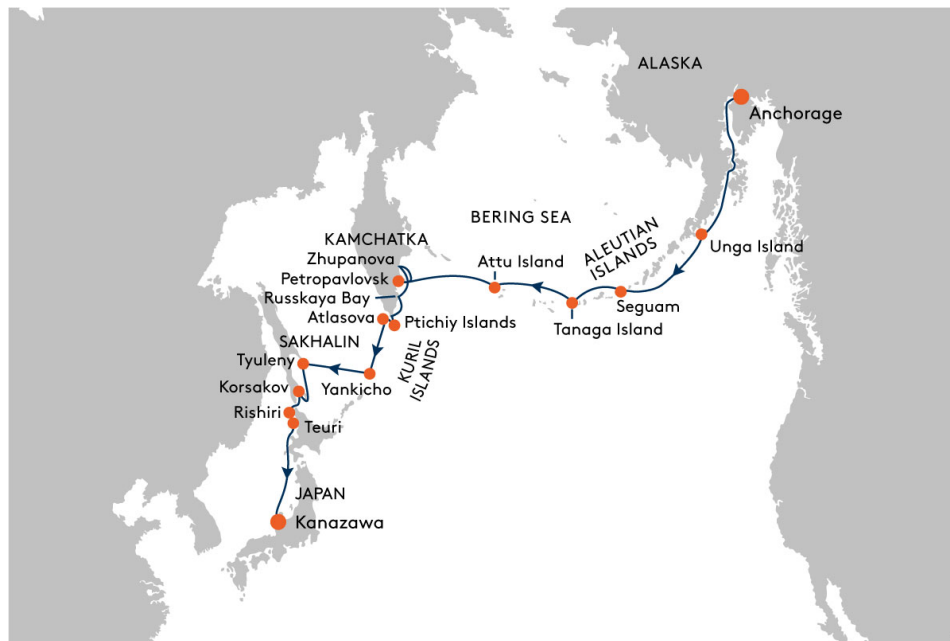 ALASKA
Anchorage
BERING SEA
ALEUTIAN
ISLANDS
Unga Island
KAMCHATKA
Zhupanova
Attu Island
Petropavlovsk
Russkaya Bay
Seguam
Atlasova
Ptichiy Islands
Tanaga Island
SAKHALIN
KURIL
ISLANDS
Tyuleny
Yankicho
Korsakov
Rishiri
Teuri
JAPAN
Kanazawa